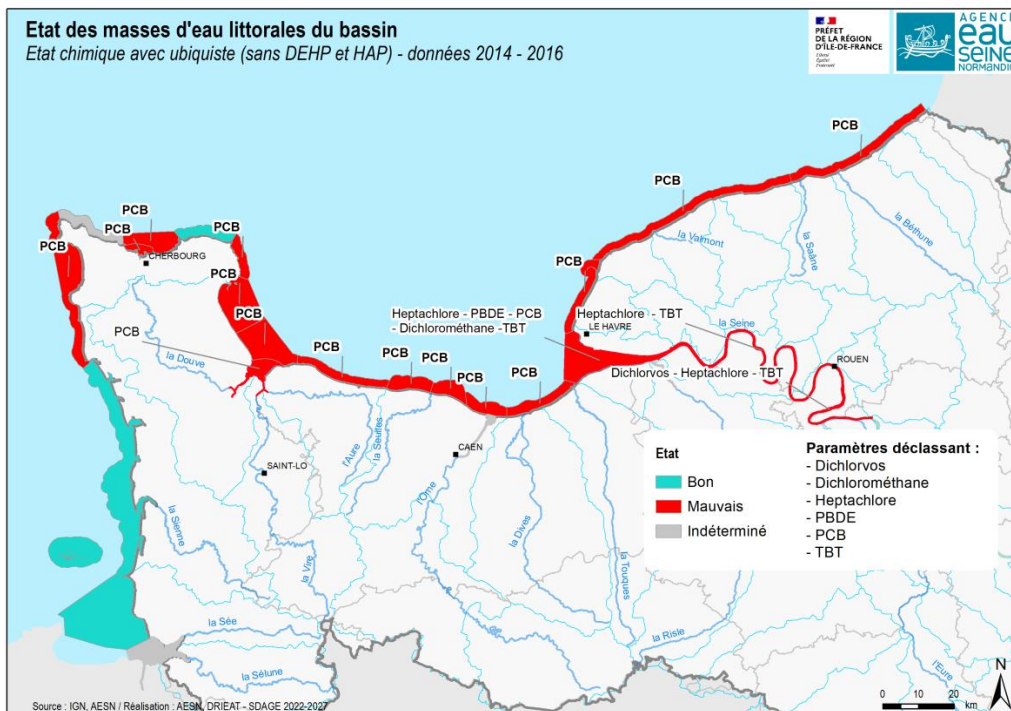 Etat des masses d'eau littorales du bassin
Etat chimique avec ubiquiste (sans DEHP et HAP) - données 2014 - 2016
PRÉFET
DE LA RÉGION
D'ÎLE-DE-FRANCE
Liberté
Égalité
Fraternité
AGENCE
eau
SEINE
NORMANDIE
PCB
PCB
PCB
PCB
PCB
PCB
CHERBOURG
la Valmont
la Saâne
la Béthune
PCB
PCB
PCB
Heptachlore - PBDE - PCB
- Dichlorométhane -TBT
Heptachlore - TBT
LE HAVRE
la Seine
PCB
la Douve
PCB
PCB
PCB
PCB
PCB
Dichlorvos - Heptachlore - TBT
ROUEN
l'Aure
la Seulles
CAEN
SAINT-LO
l'Orne
la Sienne
la Vire
la Dives
la Touques
la Sée
la Sélune
la Risle
l'Eure
Etat
Bon
Mauvais
Indéterminé
Paramètres déclassant :
- Dichlorvos
- Dichlorométhane
- Heptachlore
- PBDE
- PCB
- TBT
N
0 10 20
km
Source : IGN, AESN / Réalisation : AESN, DRIEAT - SDAGE 2022-2027